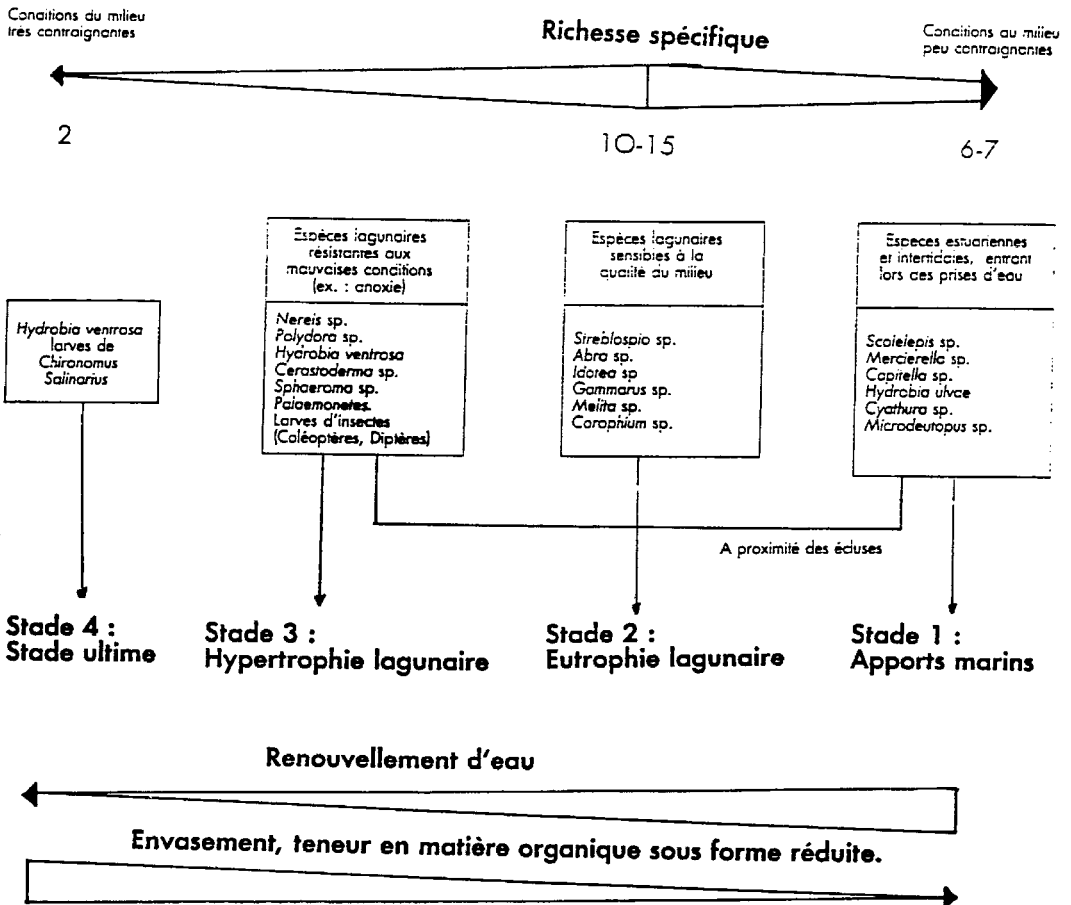 Conditions du milieu
très contraignantes
Richesse spécifique
Conditions au milieu
peu contraignantes
2
10-15
6-7
Espèces lagunaires
résistantes aux
mauvaises conditions
(ex. : anoxie)
Espèces lagunaires
sensibles à la
qualité du milieu
Especes estuariennes
et intertidales, entrant
lors des prises d'eau
Hydrobia ventrosa
larves de
Chironomus
Salinarius
Nereis sp.
Polydora sp.
Hydrobia ventrosa
Cerastoderma sp.
Sphaeroma sp.
Palaemonetes.
Larves d'insectes
(Coléoptères, Diptères)
Streblospio sp.
Abra sp.
Idotea sp
Gammarus sp.
Melita sp.
Corophium sp.
Scolelepis sp.
Mercierella sp.
Capitella sp.
Hydrobia ulvae
Cyathura sp.
Microdeutopus sp.
A proximité des écluses
Stade 4 :
Stade ultime
Stade 3 :
Hypertrophie lagunaire
Stade 2 :
Eutrophie lagunaire
Stade 1 :
Apports marins
Renouvellement d'eau
Envasement, teneur en matière organique sous forme réduite.